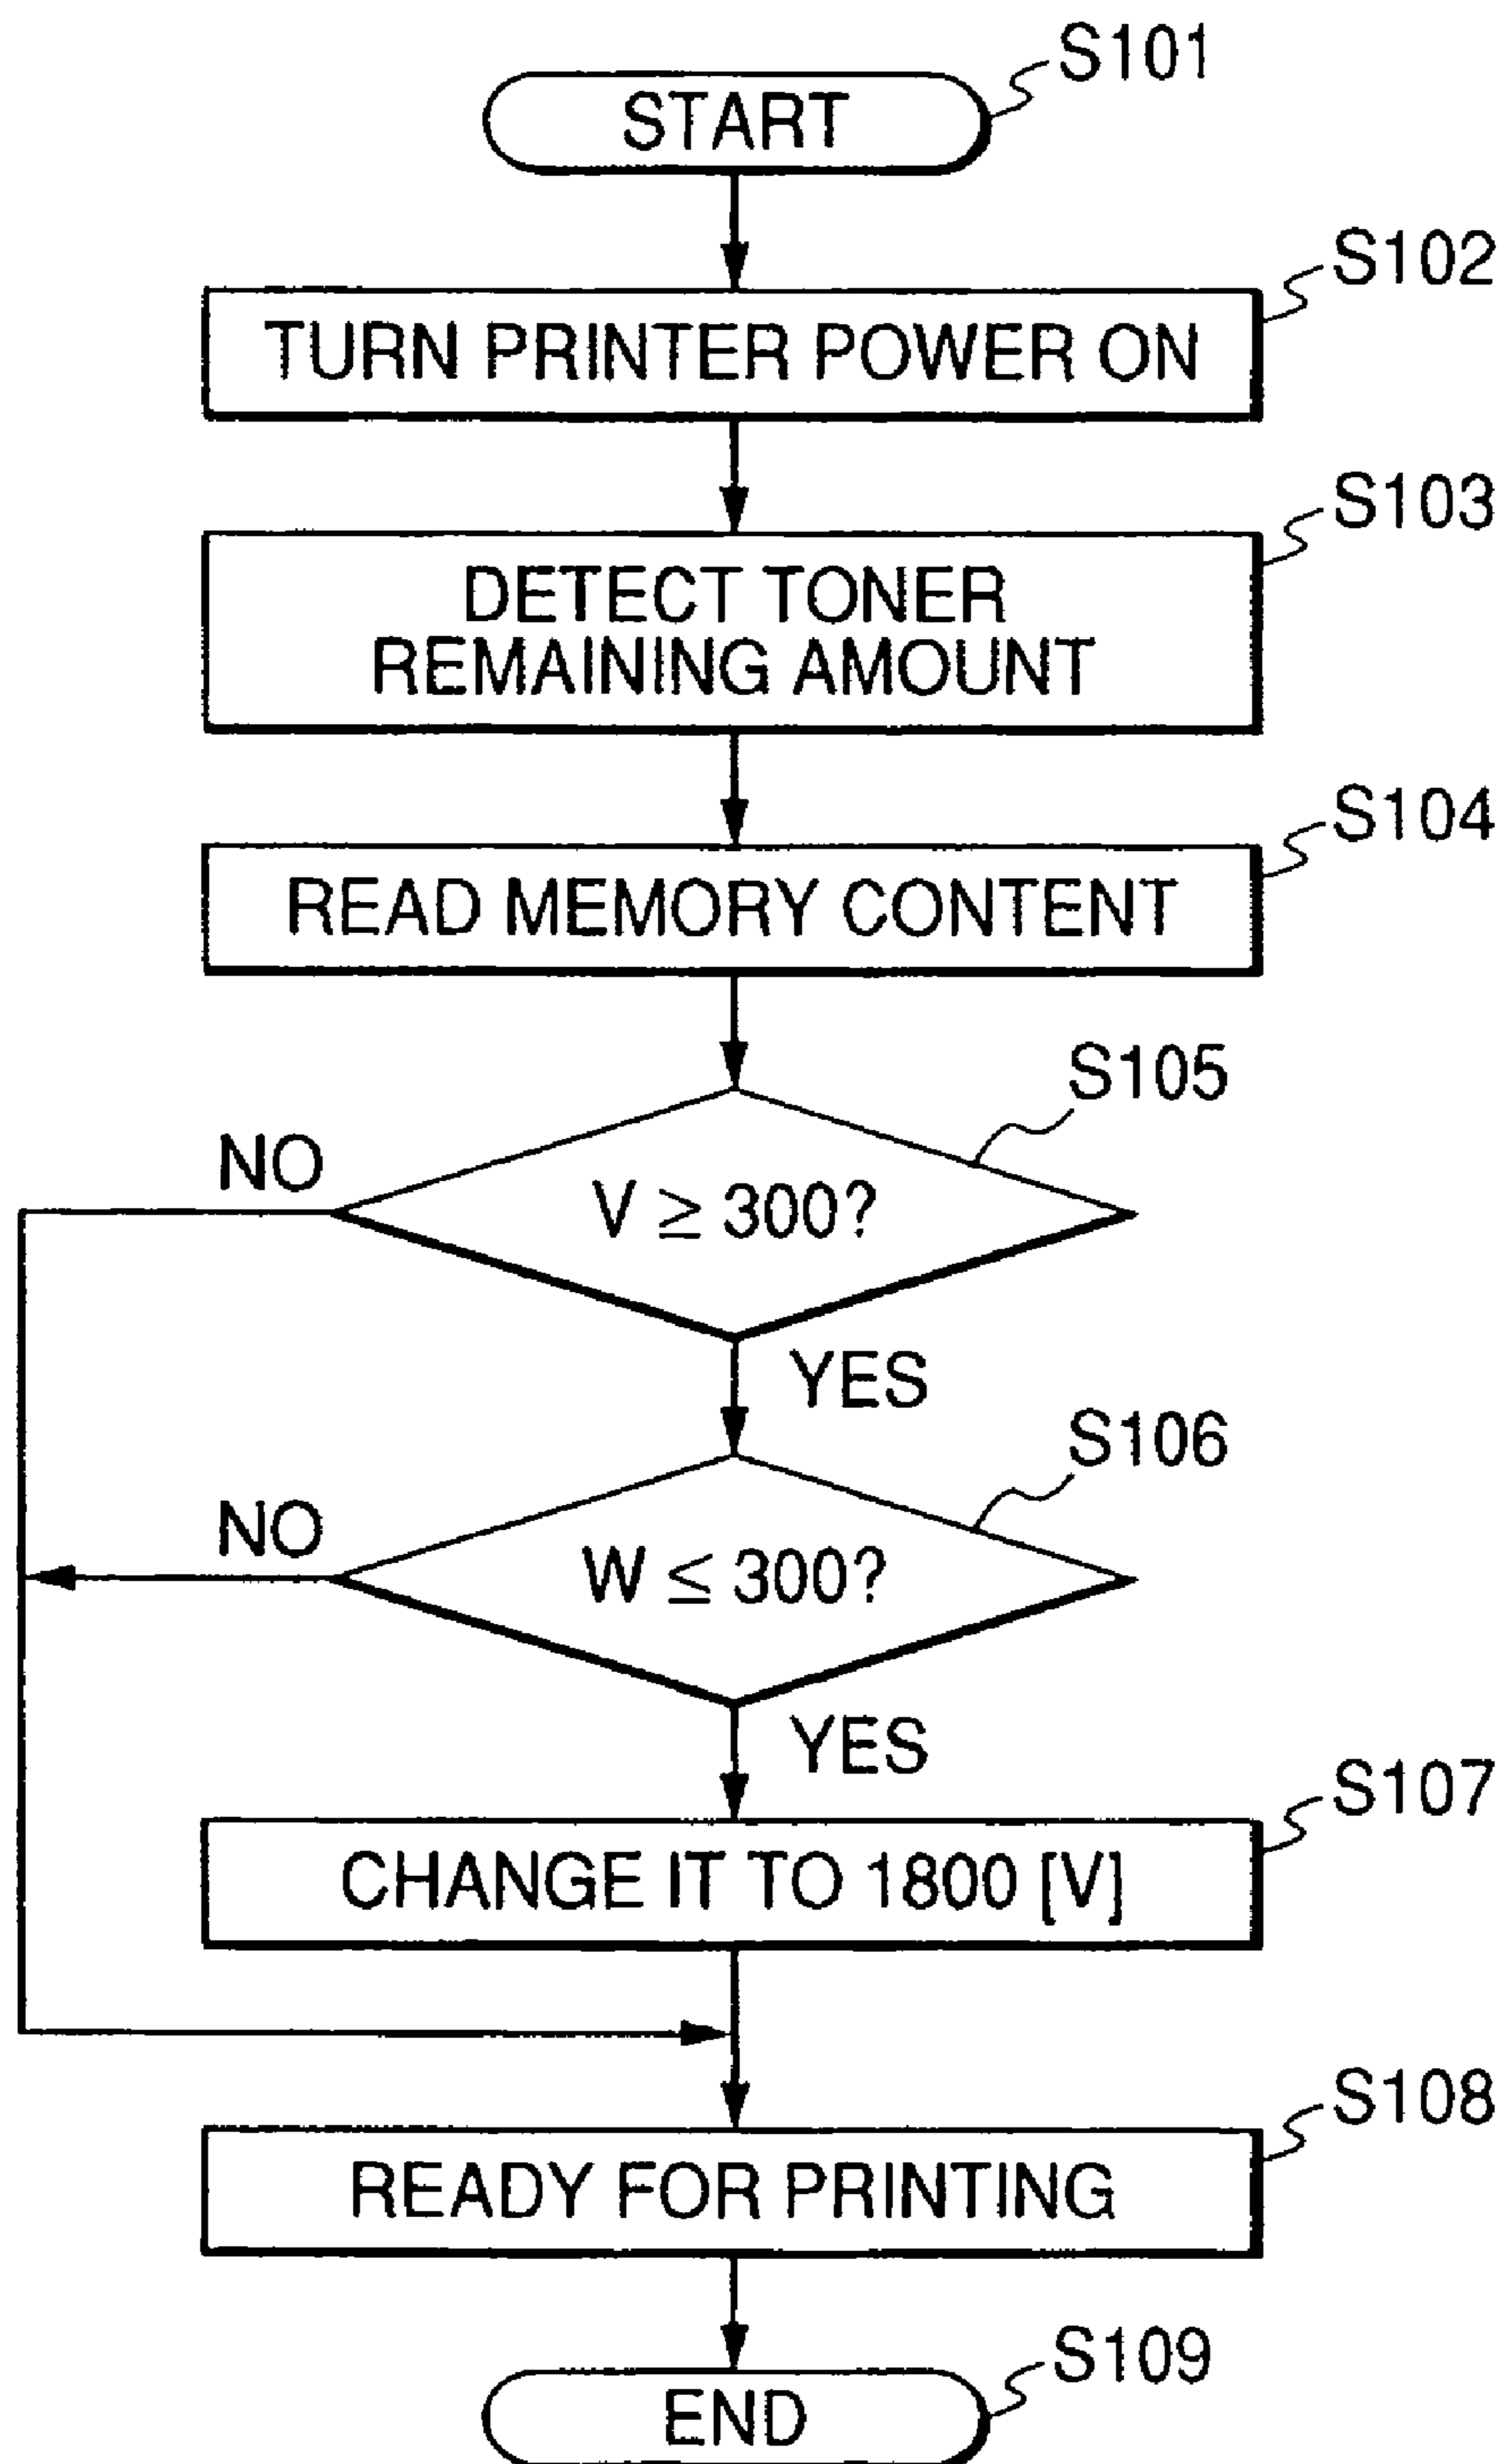 S101
START
S102
TURN PRINTER POWER ON
S103
DETECT TONER
REMAINING AMOUNT
S104
READ MEMORY CONTENT
S105
NO
V ≥ 300?
YES
S106
NO
W ≤ 300?
YES
S107
CHANGE IT TO 1800 [V]
S108
READY FOR PRINTING
S109
END